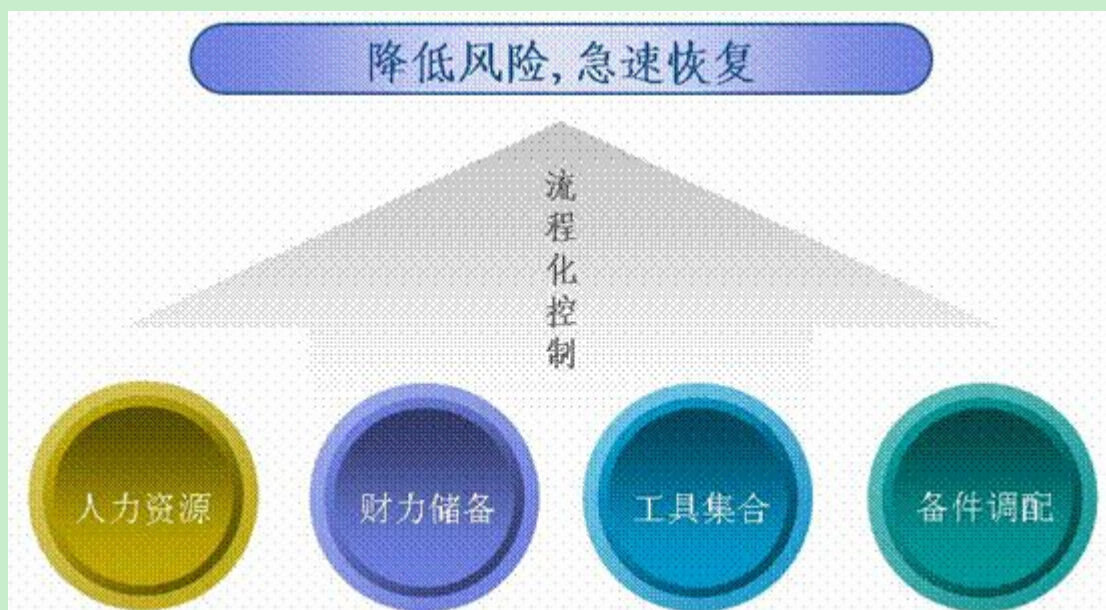 降低风险,急速恢复
流程化控制
人力资源
财力储备
工具集合
备件调配